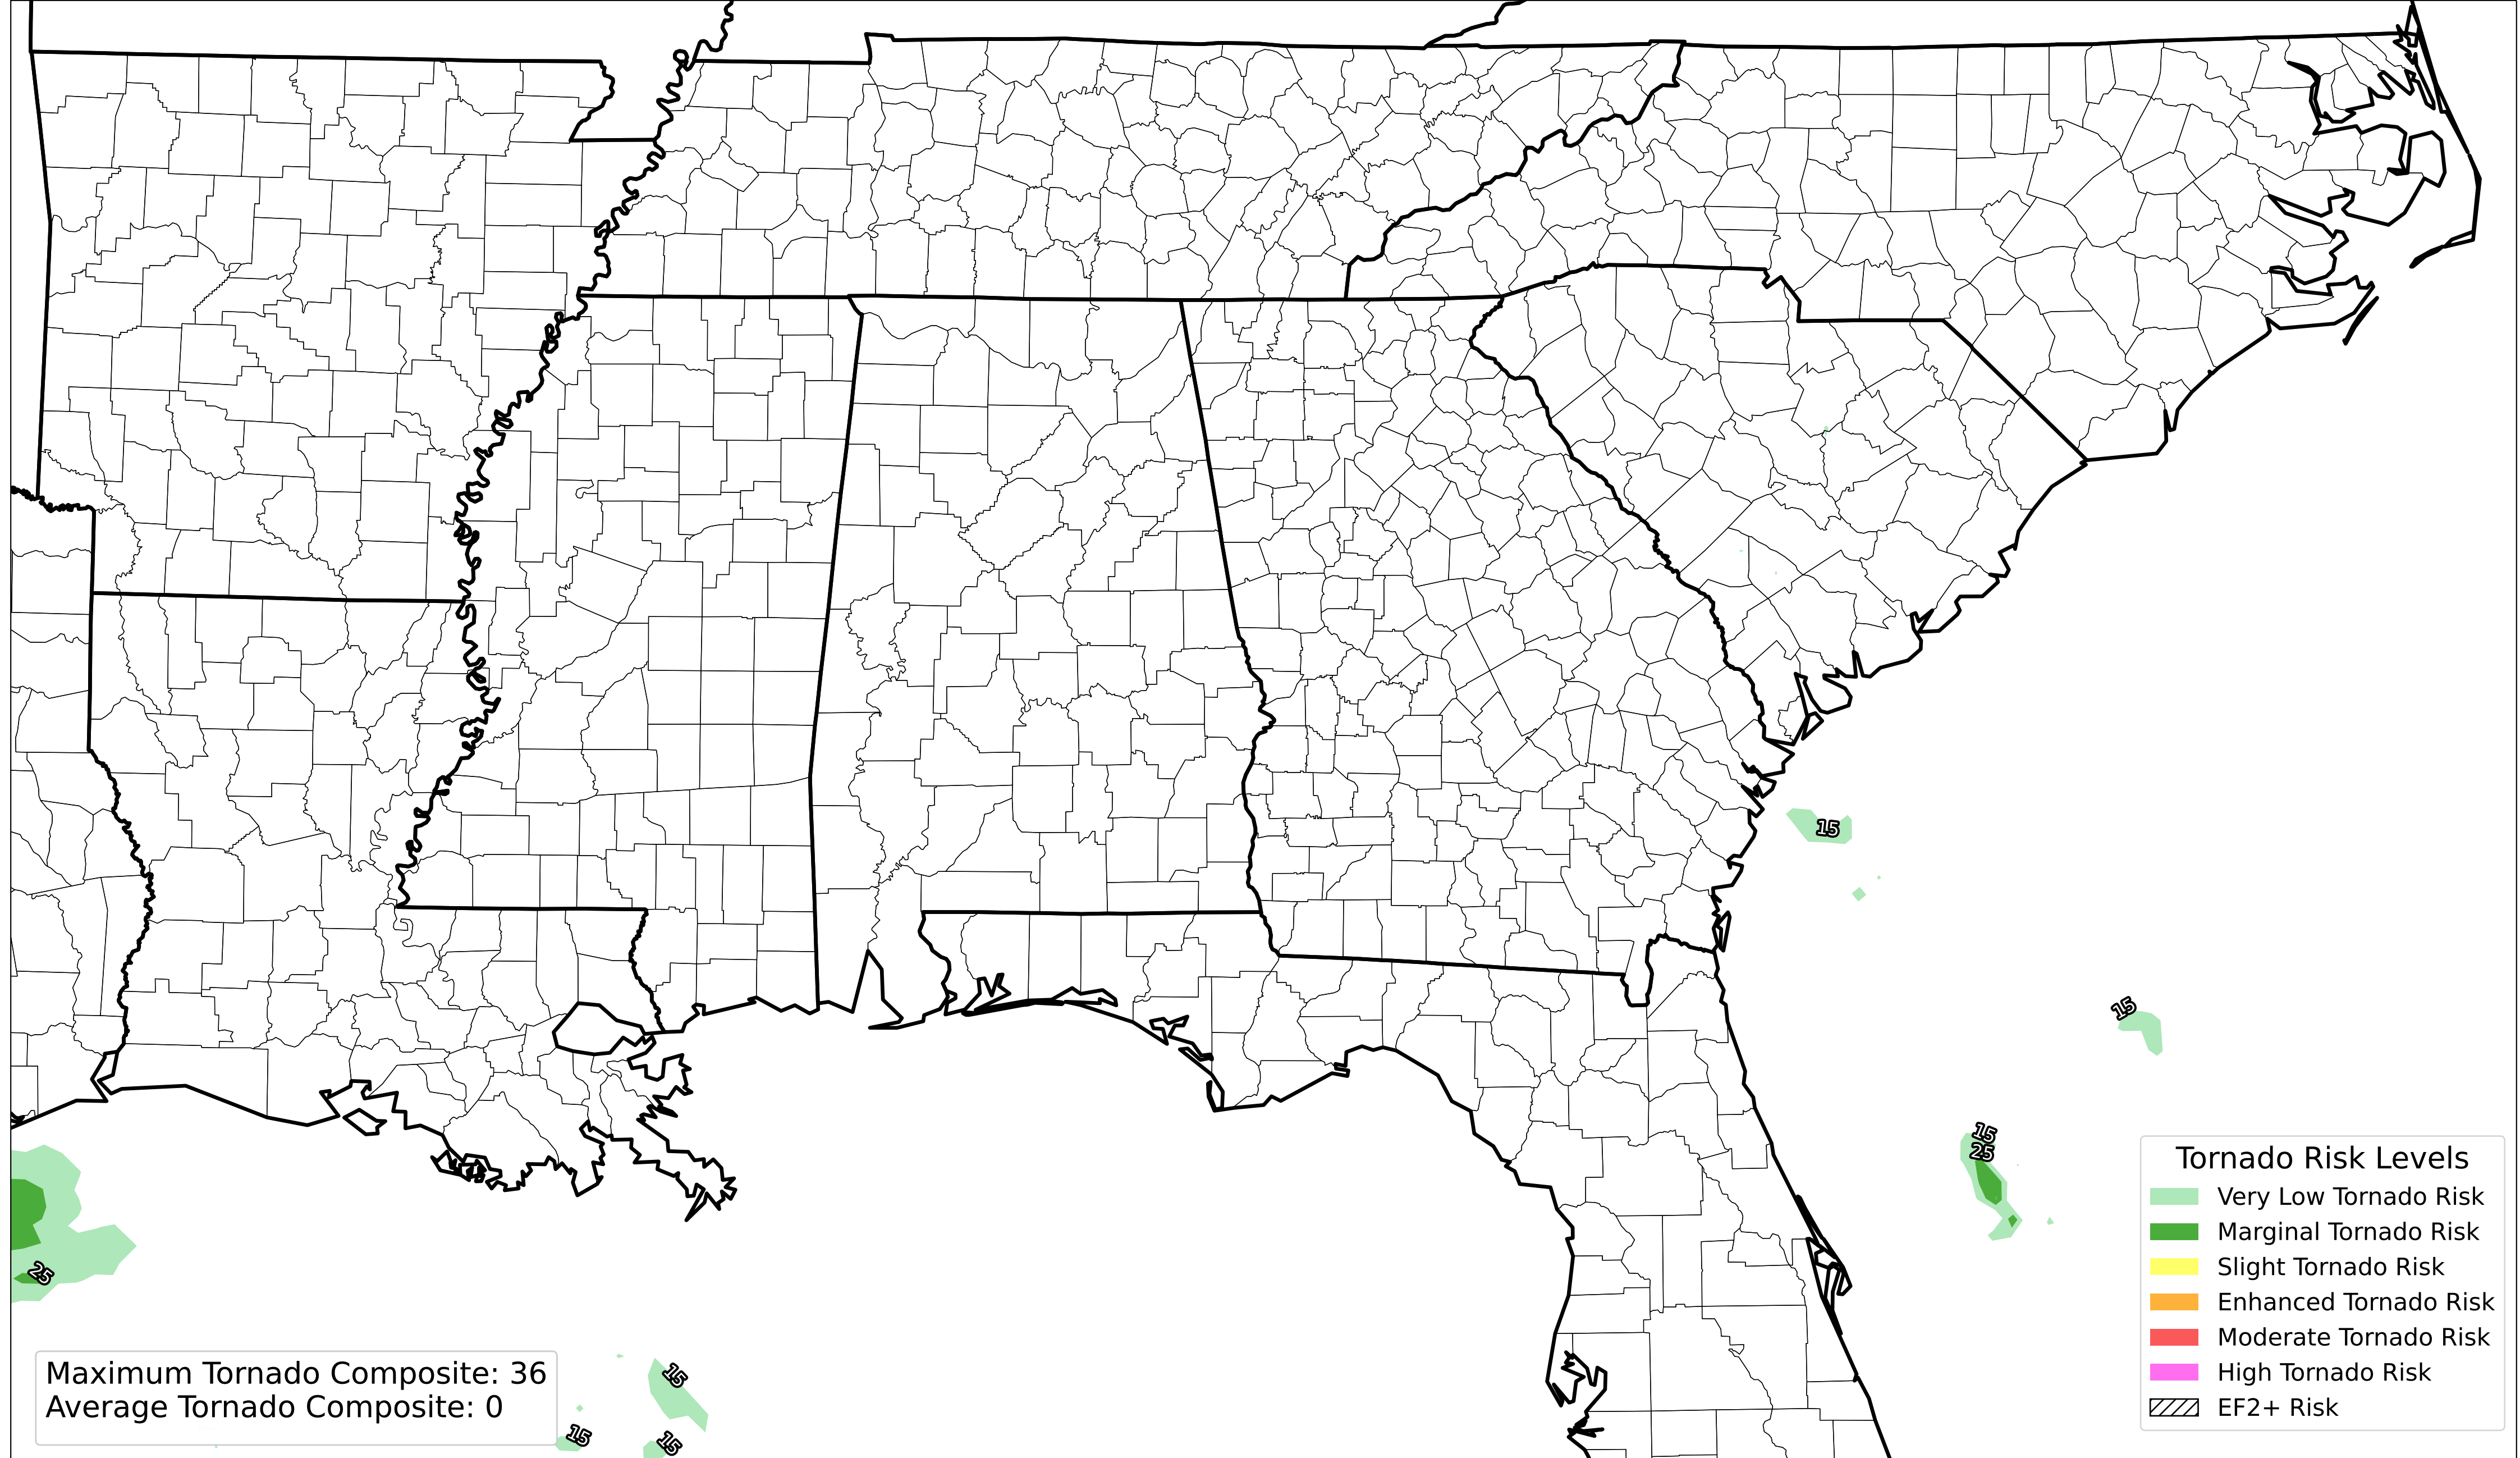 15
15
15
25
Tornado Risk Levels
Very Low Tornado Risk
Marginal Tornado Risk
Slight Tornado Risk
Enhanced Tornado Risk
Moderate Tornado Risk
High Tornado Risk
EF2+ Risk
25
Maximum Tornado Composite: 36
Average Tornado Composite: 0
15
15
15